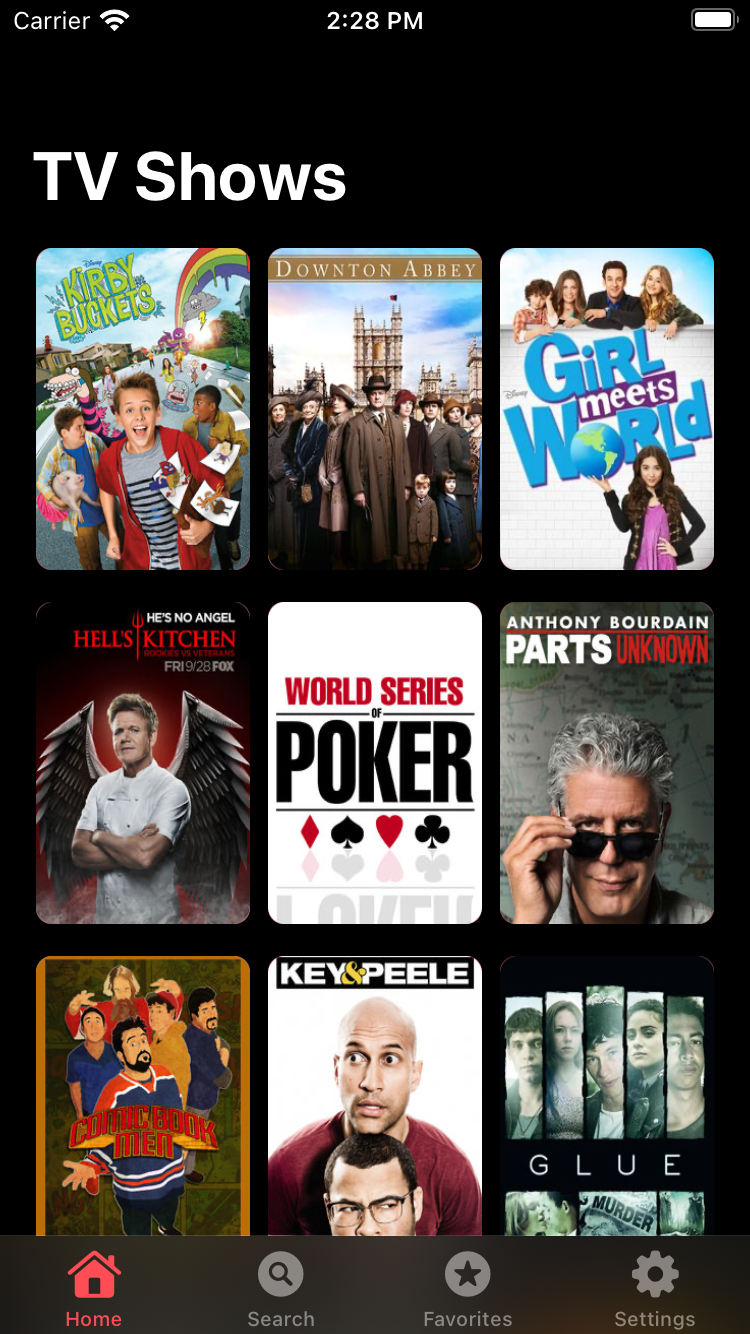 Carrier
2:28 PM
TV Shows
Disney
KIRBY
BUCKETS
DOWNTON ABBEY
Disney
GiRL
meets
WORLD
HE'S NO ANGEL
HELL'S KITCHEN
ROOKIES VS VETERANS
FRI 9/28 FOX
WORLD SERIES
OF
POKER
ANTHONY BOURDAIN
PARTS UNKNOWN
COMIC BOOK
MEN
KEY & PEELE
GLUE
MURDER
Home
Search
Favorites
Settings